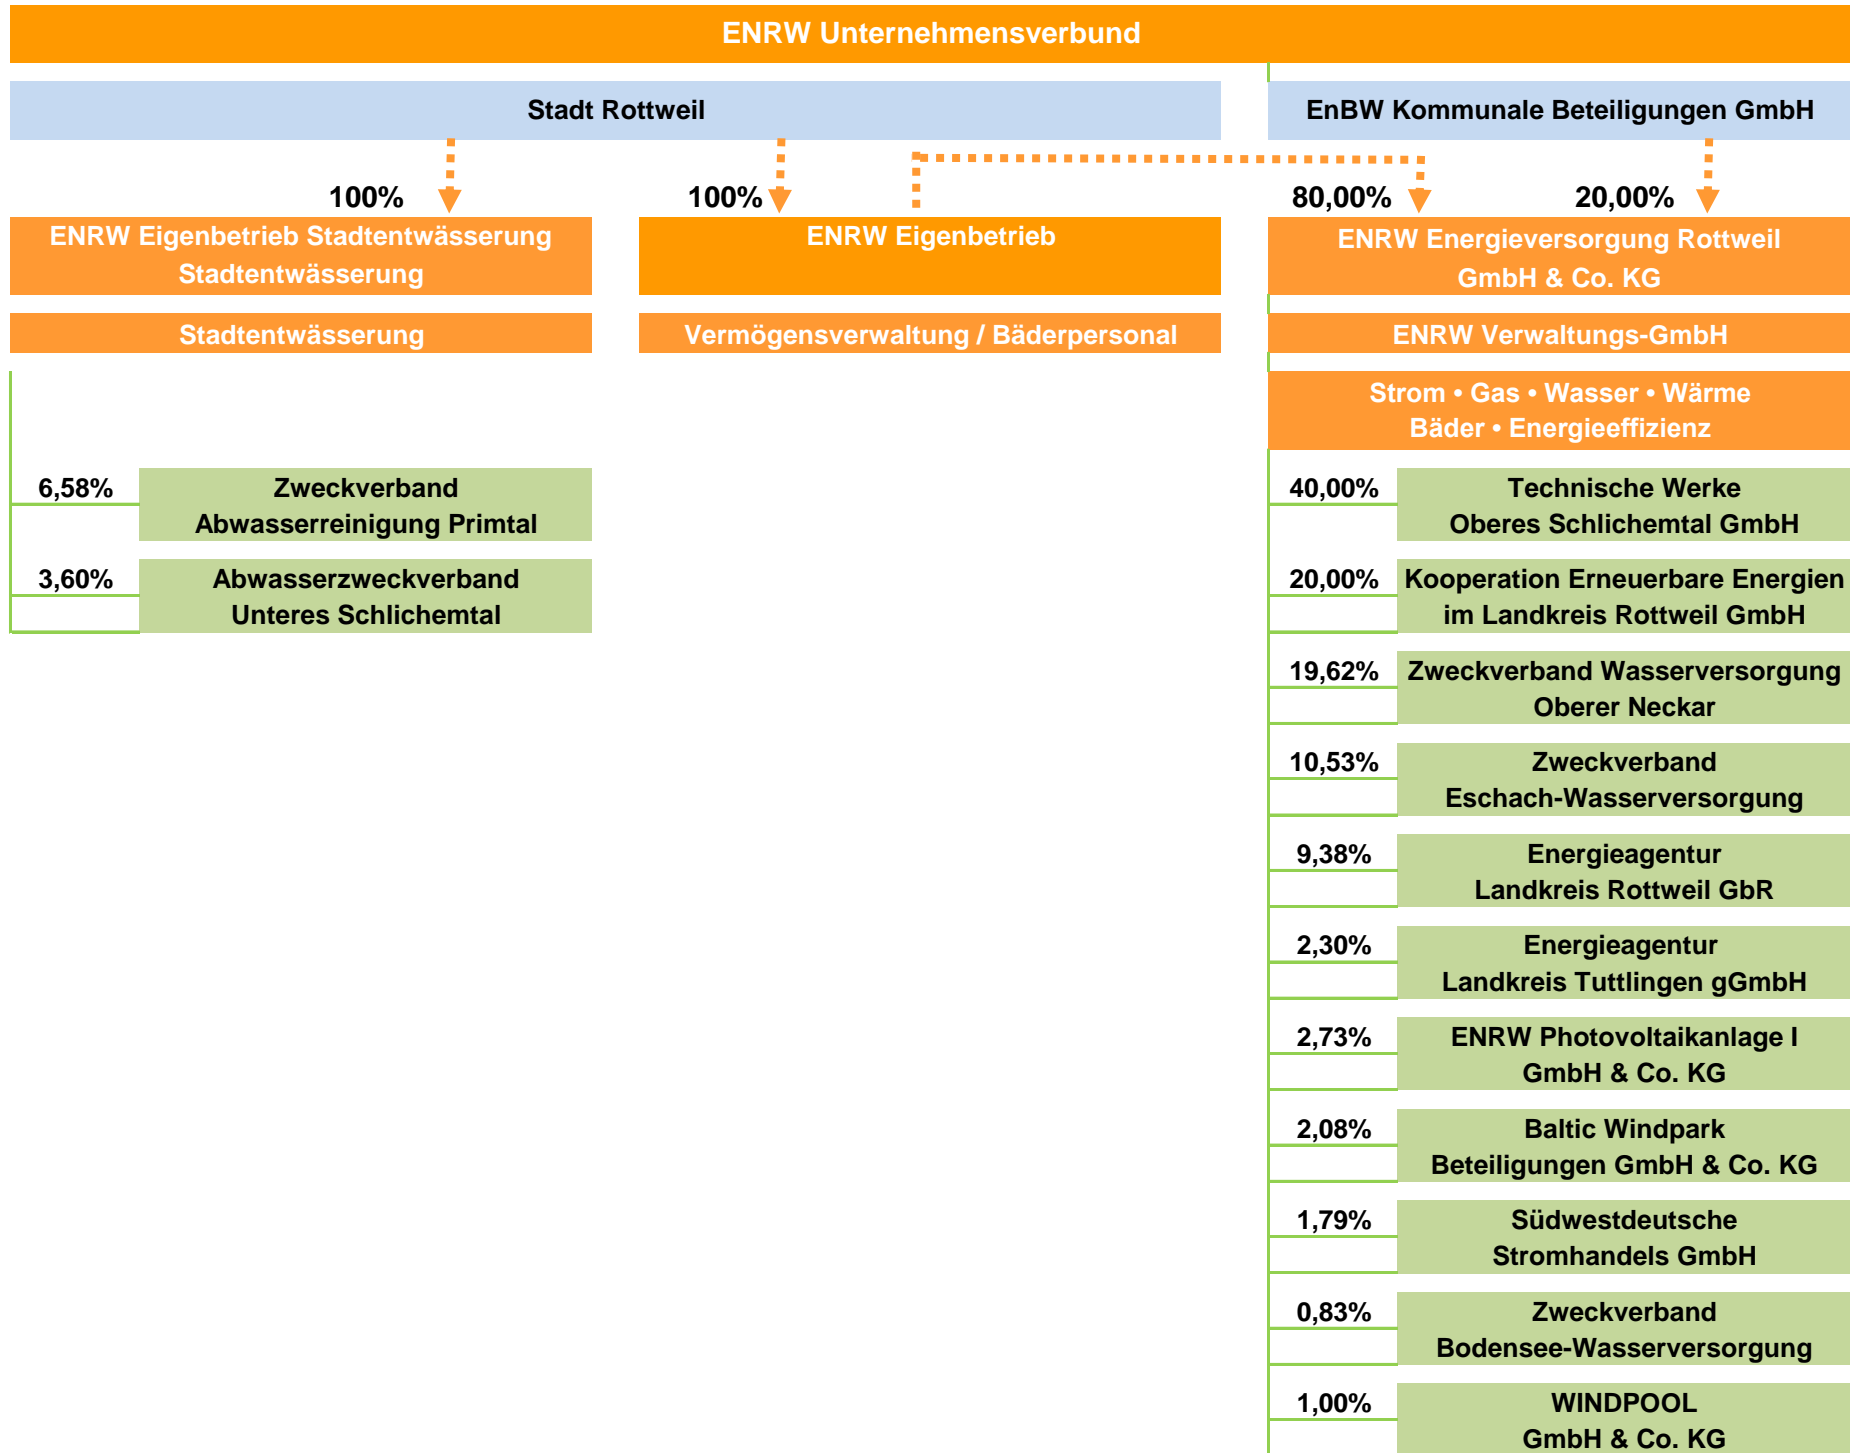 ENRW Unternehmensverbund
Stadt Rottweil
EnBW Kommunale Beteiligungen GmbH
100%
100%
80,00%
20,00%
ENRW Eigenbetrieb Stadtentwässerung
Stadtentwässerung
ENRW Eigenbetrieb
ENRW Energieversorgung Rottweil
GmbH & Co. KG
Stadtentwässerung
Vermögensverwaltung / Bäderpersonal
ENRW Verwaltungs-GmbH
Strom • Gas • Wasser • Wärme
Bäder • Energieeffizienz
6,58%
Zweckverband
Abwasserreinigung Primtal
3,60%
Abwasserzweckverband
Unteres Schlichemtal
40,00%
Technische Werke
Oberes Schlichemtal GmbH
20,00%
Kooperation Erneuerbare Energien
im Landkreis Rottweil GmbH
19,62%
Zweckverband Wasserversorgung
Oberer Neckar
10,53%
Zweckverband
Eschach-Wasserversorgung
9,38%
Energieagentur
Landkreis Rottweil GbR
2,30%
Energieagentur
Landkreis Tuttlingen gGmbH
2,73%
ENRW Photovoltaikanlage I
GmbH & Co. KG
2,08%
Baltic Windpark
Beteiligungen GmbH & Co. KG
1,79%
Südwestdeutsche
Stromhandels GmbH
0,83%
Zweckverband
Bodensee-Wasserversorgung
1,00%
WINDPOOL
GmbH & Co. KG